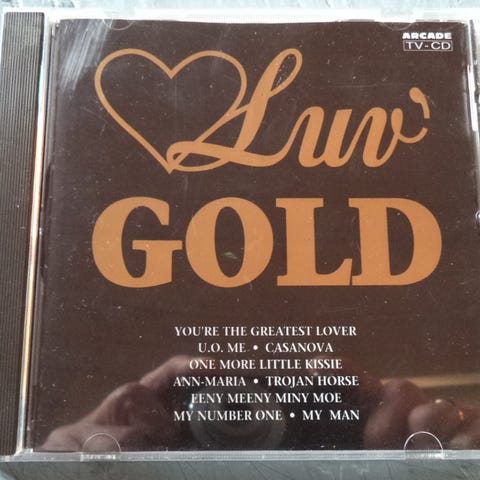 ARCADE
TV-CD
Luv'
GOLD
YOU'RE THE GREATEST LOVER
U.O. ME • CASANOVA
ONE MORE LITTLE KISSIE
ANN-MARIA • TROJAN HORSE
EENY MEENY MINY MOE
MY NUMBER ONE • MY MAN